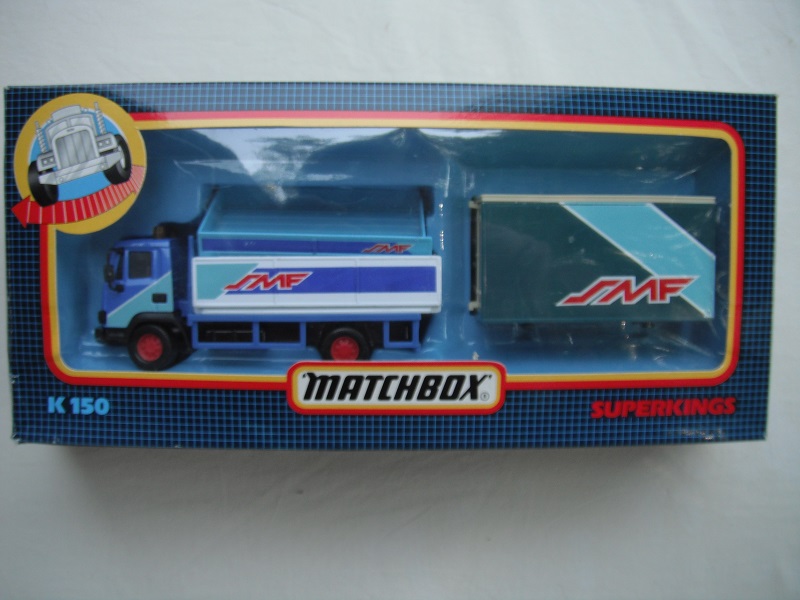 SMF
SMF
SMF
'MATCHBOX'®
K 150
SUPERKINGS